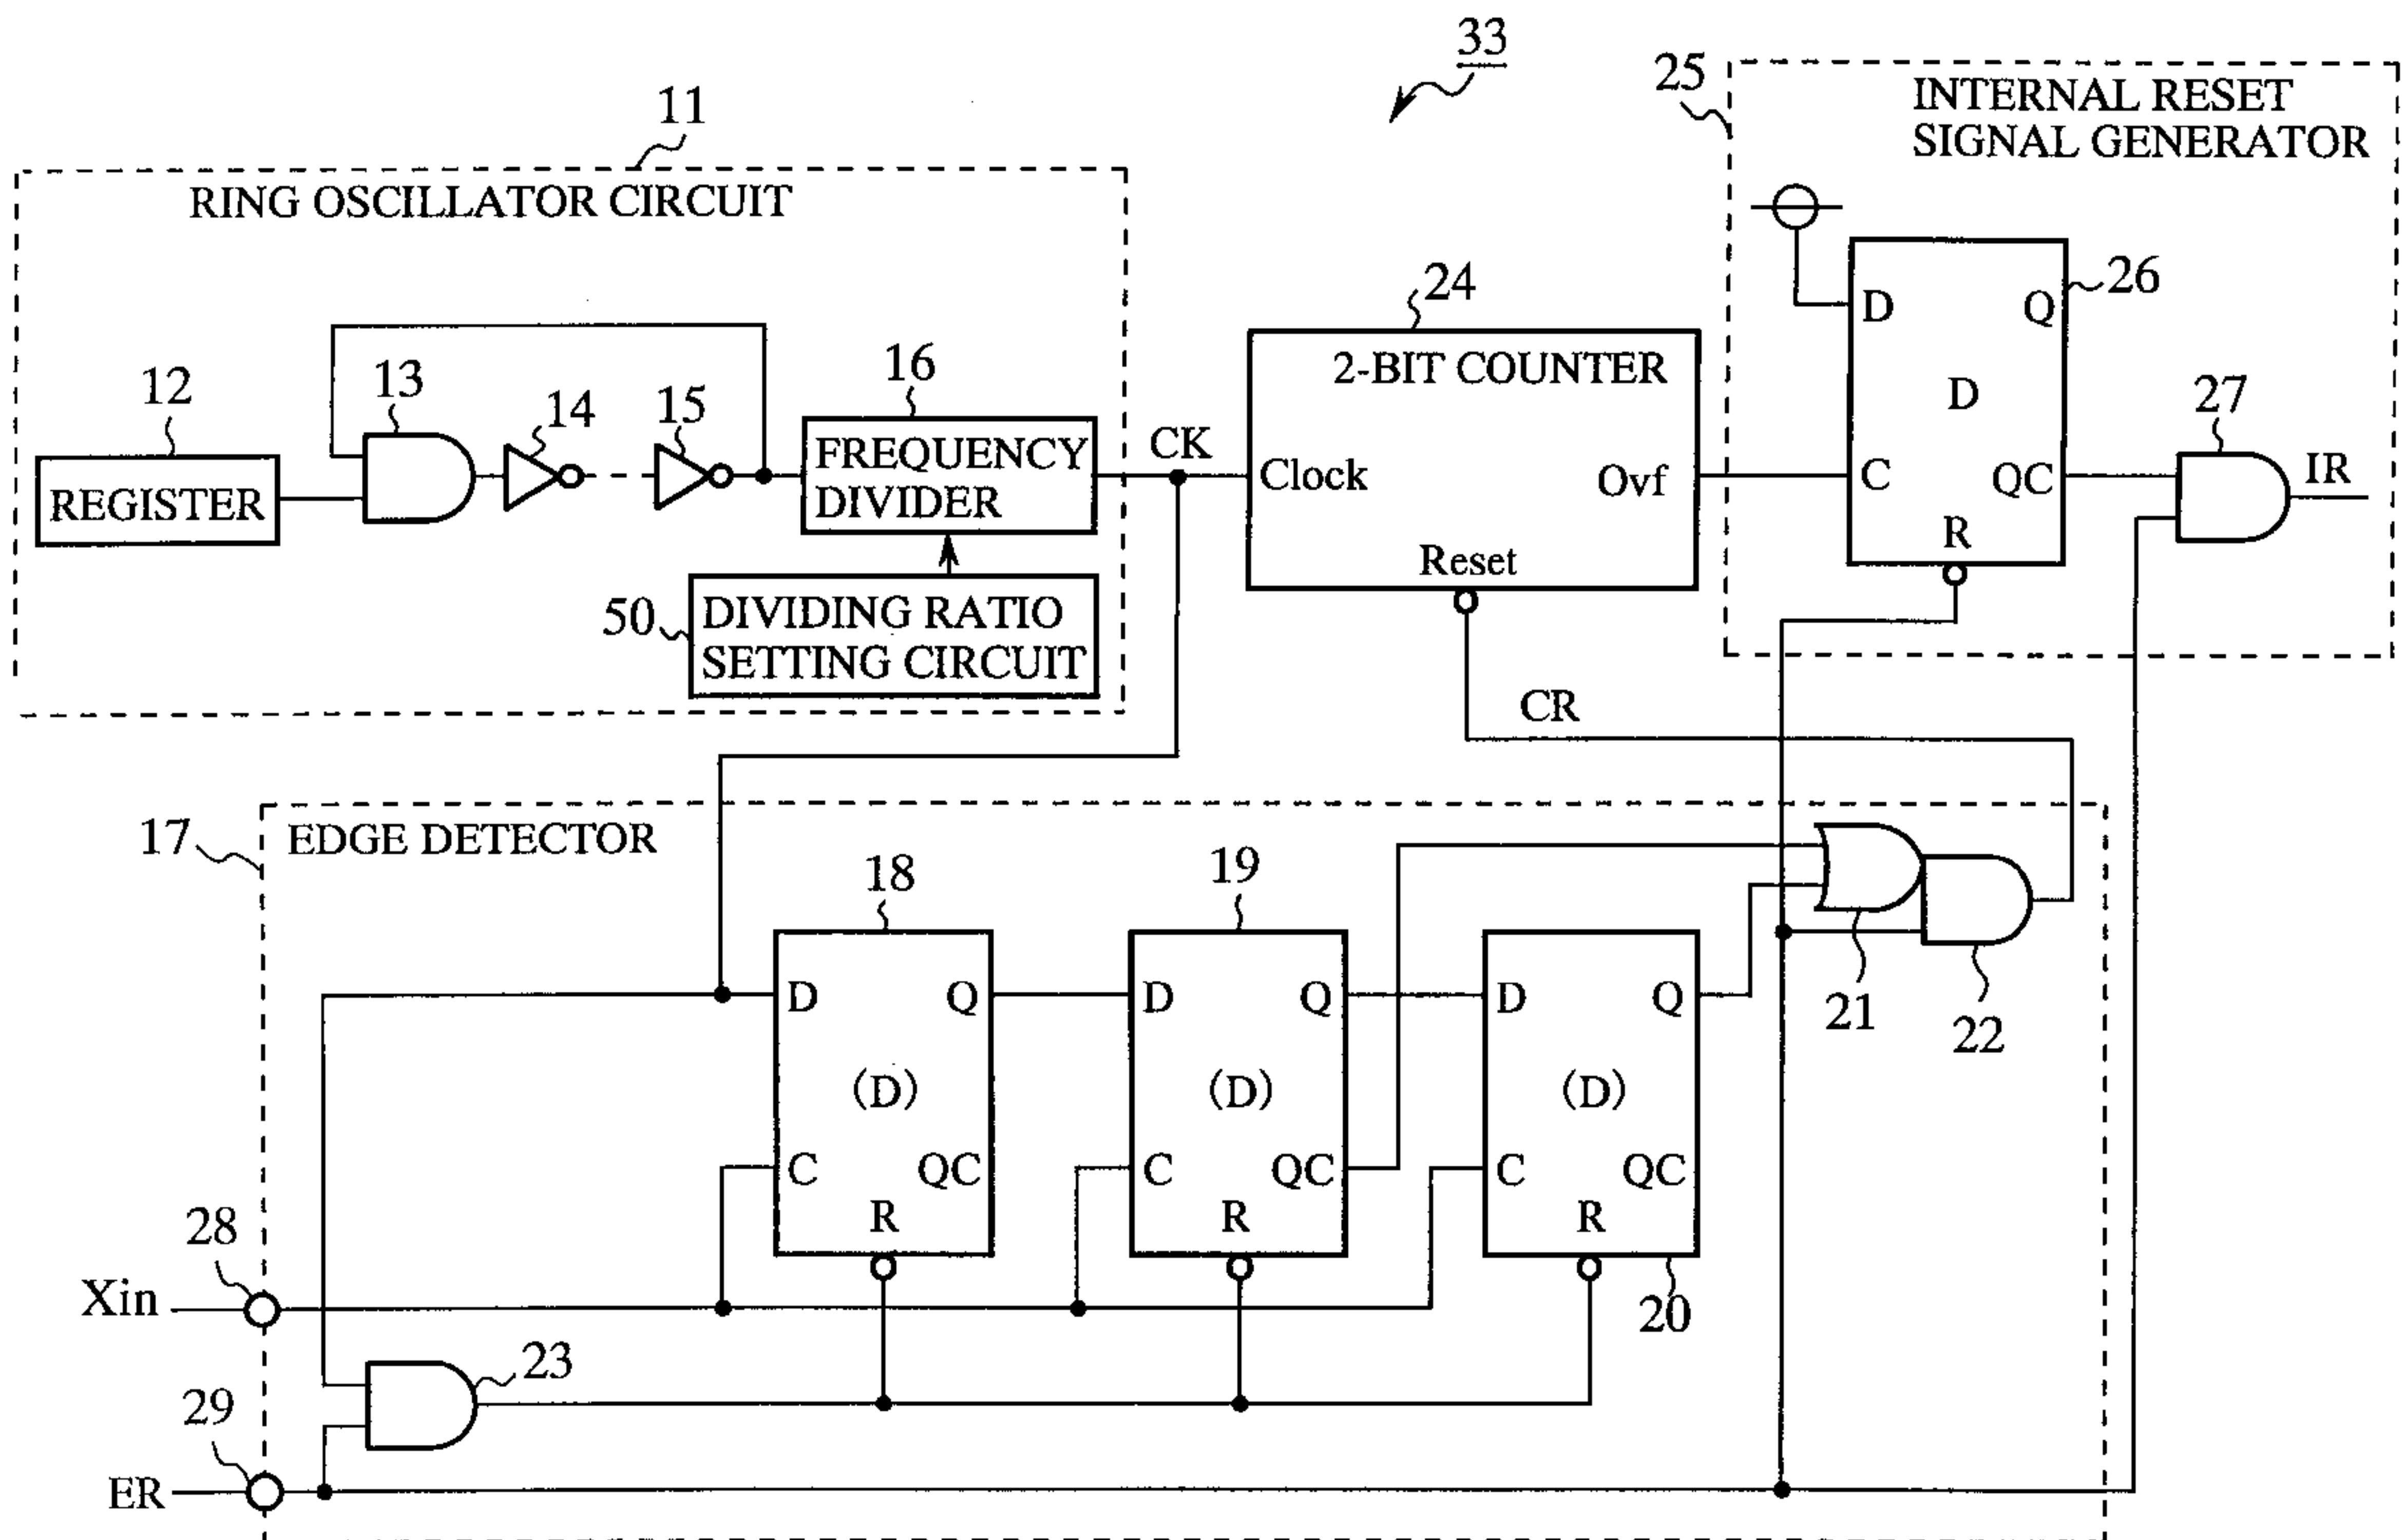 33
25
INTERNAL RESET
SIGNAL GENERATOR
11
RING OSCILLATOR CIRCUIT
12
REGISTER
13
14
15
16
FREQUENCY
DIVIDER
50
DIVIDING RATIO
SETTING CIRCUIT
CK
24
2-BIT COUNTER
Clock
Ovf
Reset
CR
26
D
Q
D
C
QC
R
27
IR
17
EDGE DETECTOR
18
D
Q
(D)
C
QC
R
19
D
Q
(D)
C
QC
R
D
Q
(D)
C
QC
R
20
21
22
28
Xin
23
29
ER